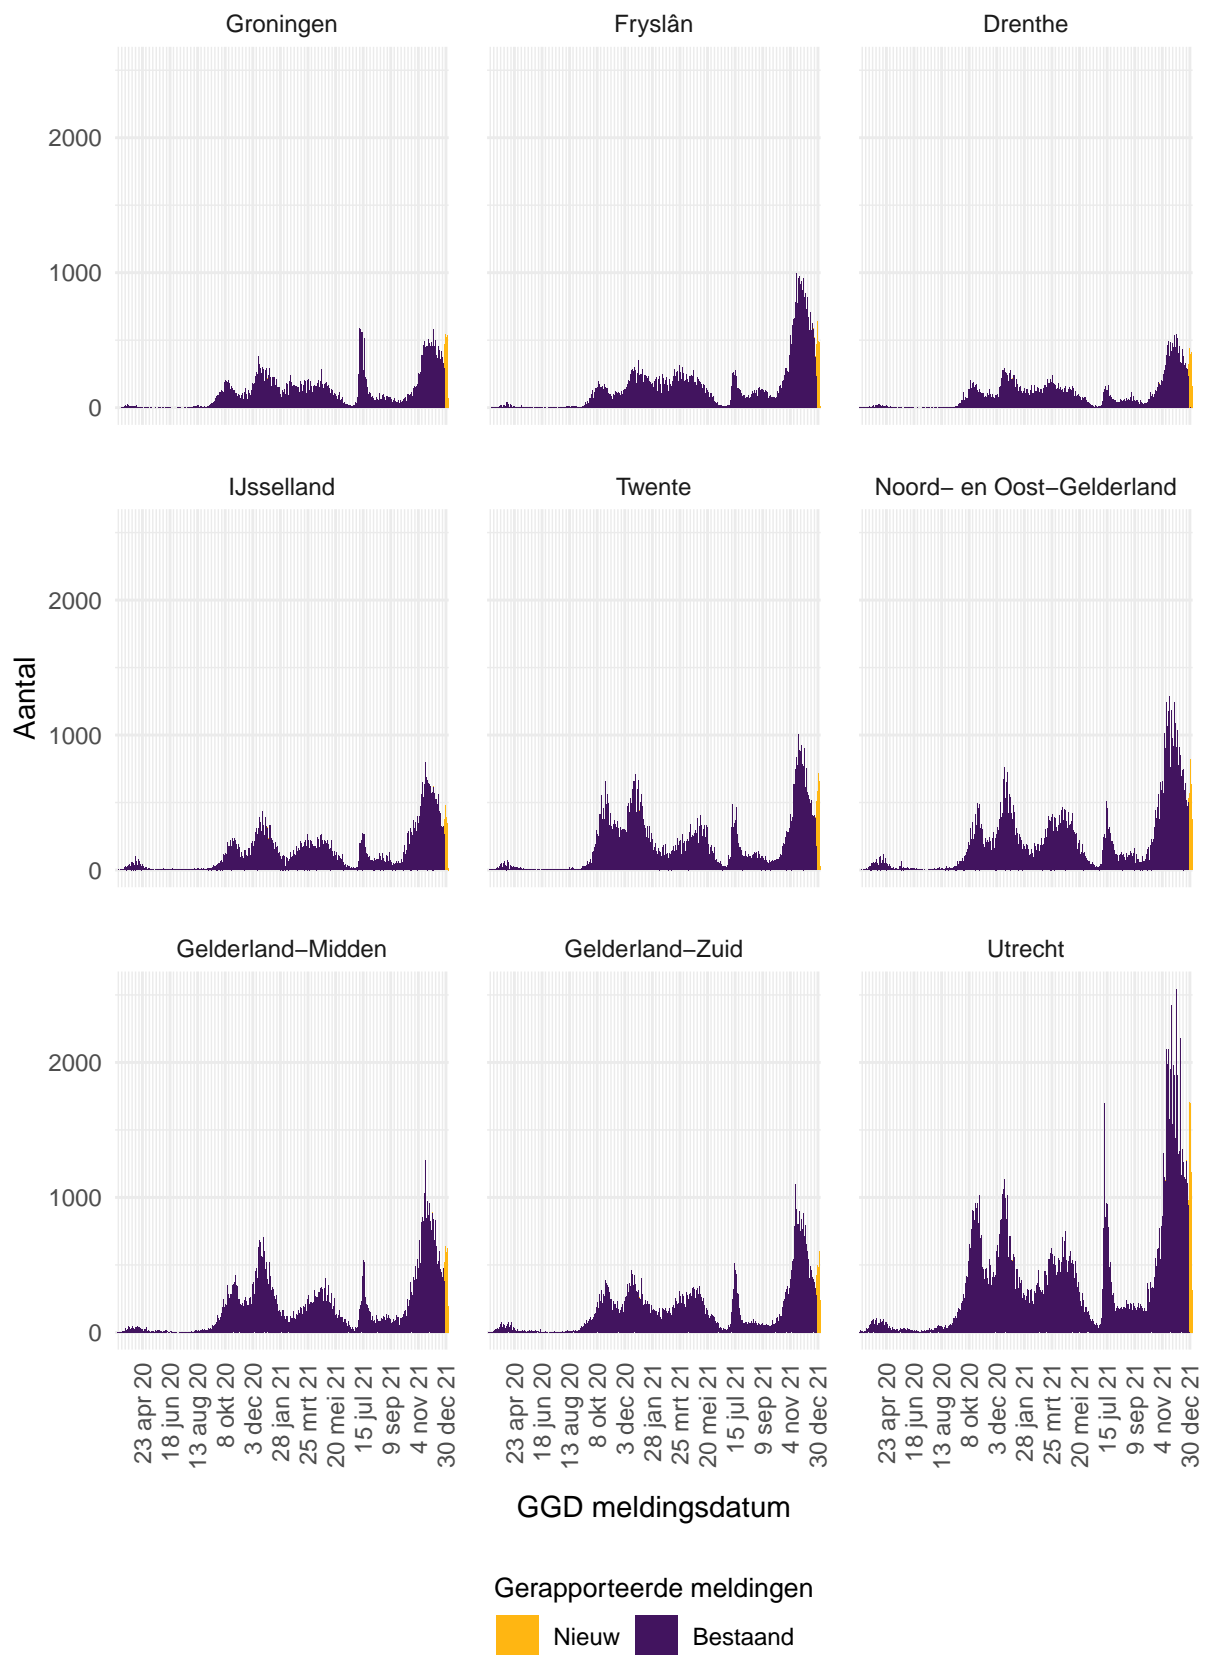 Groningen
Fryslân
Drenthe
2000
1000
0
IJsselland
Twente
Noord− en Oost−Gelderland
2000
1000
0
Aantal
Gelderland−Midden
Gelderland−Zuid
Utrecht
2000
1000
0
23 apr 20
18 jun 20
13 aug 20
8 okt 20
3 dec 20
28 jan 21
25 mrt 21
20 mei 21
15 jul 21
9 sep 21
4 nov 21
30 dec 21
23 apr 20
18 jun 20
13 aug 20
8 okt 20
3 dec 20
28 jan 21
25 mrt 21
20 mei 21
15 jul 21
9 sep 21
4 nov 21
30 dec 21
23 apr 20
18 jun 20
13 aug 20
8 okt 20
3 dec 20
28 jan 21
25 mrt 21
20 mei 21
15 jul 21
9 sep 21
4 nov 21
30 dec 21
GGD meldingsdatum
Gerapporteerde meldingen
Nieuw
Bestaand